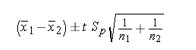 (x̄₁ − x̄₂) ± t Sₚ√(1/n₁ + 1/n₂)